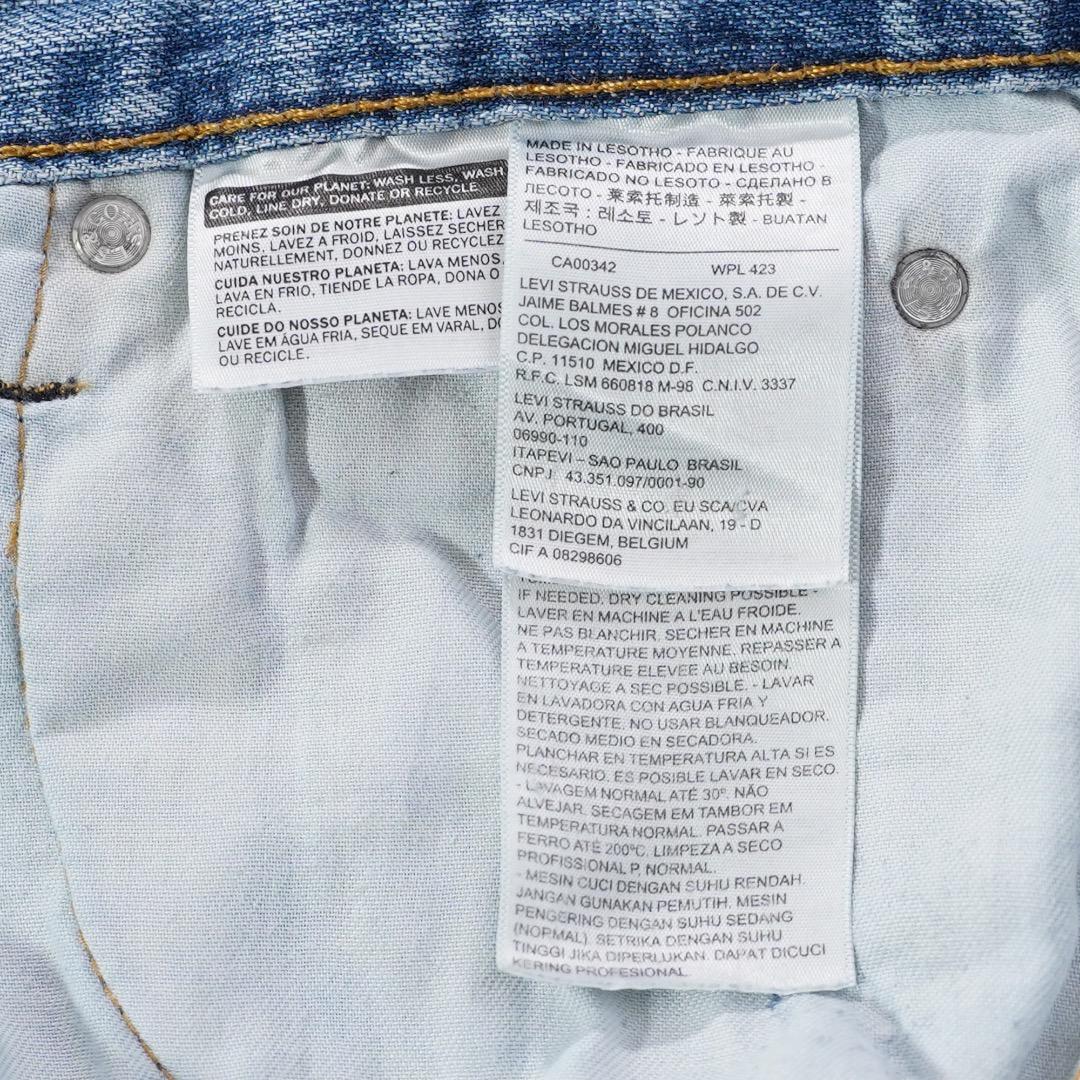 CARE FOR OUR PLANET: WASH LESS, WASH
COLD, LINE DRY, DONATE OR RECYCLE
PRENEZ SOIN DE NOTRE PLANETE: LAVEZ
MOINS, LAVEZ A FROID, LAISSEZ SECHER
NATURELLEMENT, DONNEZ OU RECYCLEZ
CUIDA NUESTRO PLANETA: LAVA MENOS,
LAVA EN FRIO, TIENDE LA ROPA, DONA O
RECICLA.
CUIDE DO NOSSO PLANETA: LAVE MENOS
LAVE EM ÁGUA FRIA, SEQUE EM VARAL,
OU RECICLE.
MADE IN LESOTHO - FABRIQUE AU
LESOTHO - FABRICADO EN LESOTHO -
FABRICADO NO LESOTO - СДЕЛАНО В
ЛЕСОТО - 莱索托制造 - 萊索托製 -
제조국 : 레소토 - レソト製 - BUATAN
LESOTHO
CA00342 WPL 423
LEVI STRAUSS DE MEXICO, S.A. DE C.V.
JAIME BALMES # 8 OFICINA 502
COL. LOS MORALES POLANCO
DELEGACION MIGUEL HIDALGO
C.P. 11510 MEXICO D.F.
R.F.C. LSM 660818 M-98 C.N.I.V. 3337
LEVI STRAUSS DO BRASIL
AV. PORTUGAL, 400
06990-110
ITAPEVI – SAO PAULO BRASIL
CNPJ 43.351.097/0001-90
LEVI STRAUSS & CO. EU SCA/CVA
LEONARDO DA VINCILAAN, 19 - D
1831 DIEGEM, BELGIUM
CIF A 08298606
IF NEEDED. DRY CLEANING POSSIBLE -
LAVER EN MACHINE A L'EAU FROIDE.
NE PAS BLANCHIR. SECHER EN MACHINE
A TEMPERATURE MOYENNE. REPASSER A
TEMPERATURE ELEVEE AU BESOIN.
NETTOYAGE A SEC POSSIBLE. - LAVAR
EN LAVADORA CON AGUA FRIA Y
DETERGENTE. NO USAR BLANQUEADOR.
SECADO MEDIO EN SECADORA.
PLANCHAR EN TEMPERATURA ALTA SI ES
NECESARIO. ES POSIBLE LAVAR EN SECO.
- LAVAGEM NORMAL ATÉ 30º. NÃO
ALVEJAR. SECAGEM EM TAMBOR EM
TEMPERATURA NORMAL. PASSAR A
FERRO ATÉ 200ºC. LIMPEZA A SECO
PROFISSIONAL P, NORMAL.
- MESIN CUCI DENGAN SUHU RENDAH.
JANGAN GUNAKAN PEMUTIH. MESIN
PENGERING DENGAN SUHU SEDANG
(NORMAL). SETRIKA DENGAN SUHU
TINGGI JIKA DIPERLUKAN. DAPAT DICUCI
KERING PROFESIONAL.